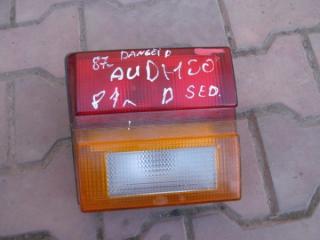 87 DANGEL D
AUDI 100
84 D SED.